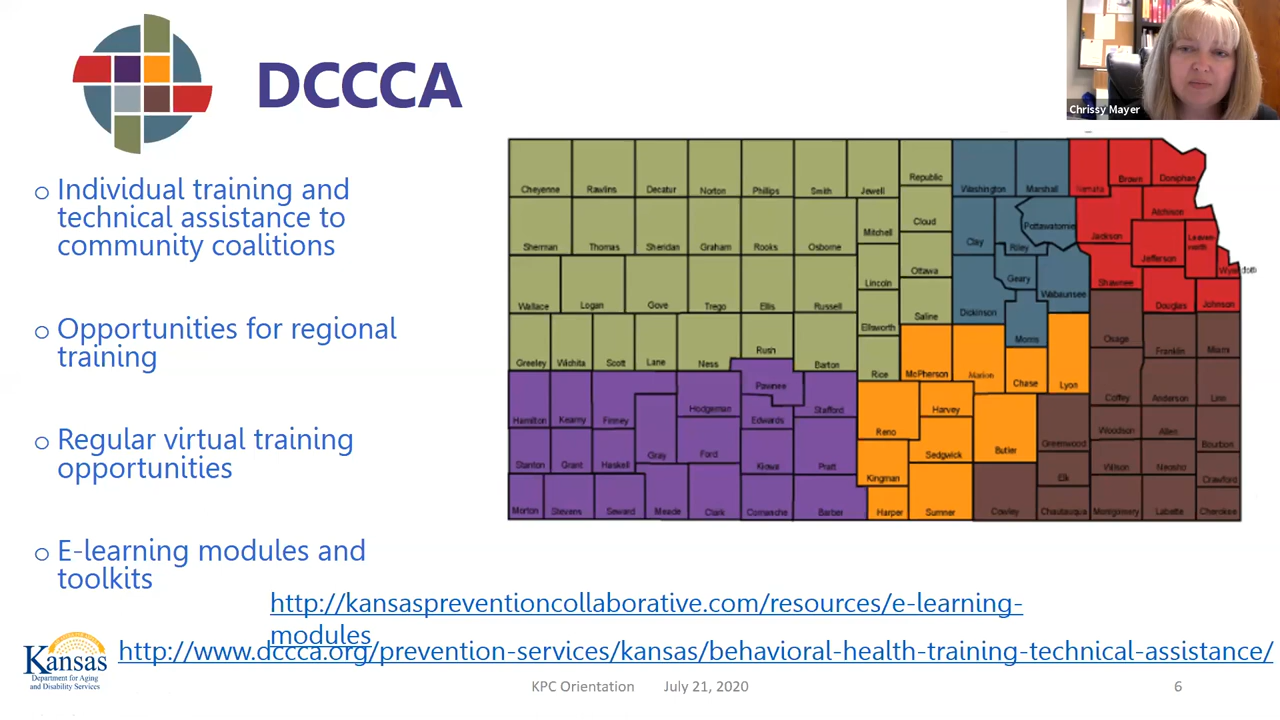 DCCCA
Chrissy Mayer
o Individual training and
technical assistance to
community coalitions
o Opportunities for regional
training
o Regular virtual training
opportunities
o E-learning modules and
toolkits
Cheyenne Rawlins Decatur Norton Phillips Smith Jewell Republic Washington Marshall Nemaha Brown Doniphan
Sherman Thomas Sheridan Graham Rooks Osborne Mitchell Cloud Clay Riley Pottawatomie Jackson Atchison
Wallace Logan Gove Trego Ellis Russell Lincoln Ottawa Dickinson Geary Wabaunsee Shawnee Jefferson Leaven-
worth
Wyandotte
Greeley Wichita Scott Lane Ness Rush Barton Ellsworth Saline Morris Osage Douglas Johnson
Rice McPherson Marion Chase Lyon Franklin Miami
Hamilton Kearny Finney Hodgeman Pawnee Edwards Stafford Reno Harvey Butler Greenwood Coffey Anderson Linn
Stanton Grant Haskell Gray Ford Kiowa Pratt Kingman Sedgwick Elk Woodson Allen Bourbon
Wilson Neosho Crawford
Morton Stevens Seward Meade Clark Comanche Barber Harper Sumner Cowley Chautauqua Montgomery Labette Cherokee
http://kansaspreventioncollaborative.com/resources/e-learning-
modules
http://www.dccca.org/prevention-services/kansas/behavioral-health-training-technical-assistance/
Kansas
Department for Aging
and Disability Services
KPC Orientation July 21, 2020
6